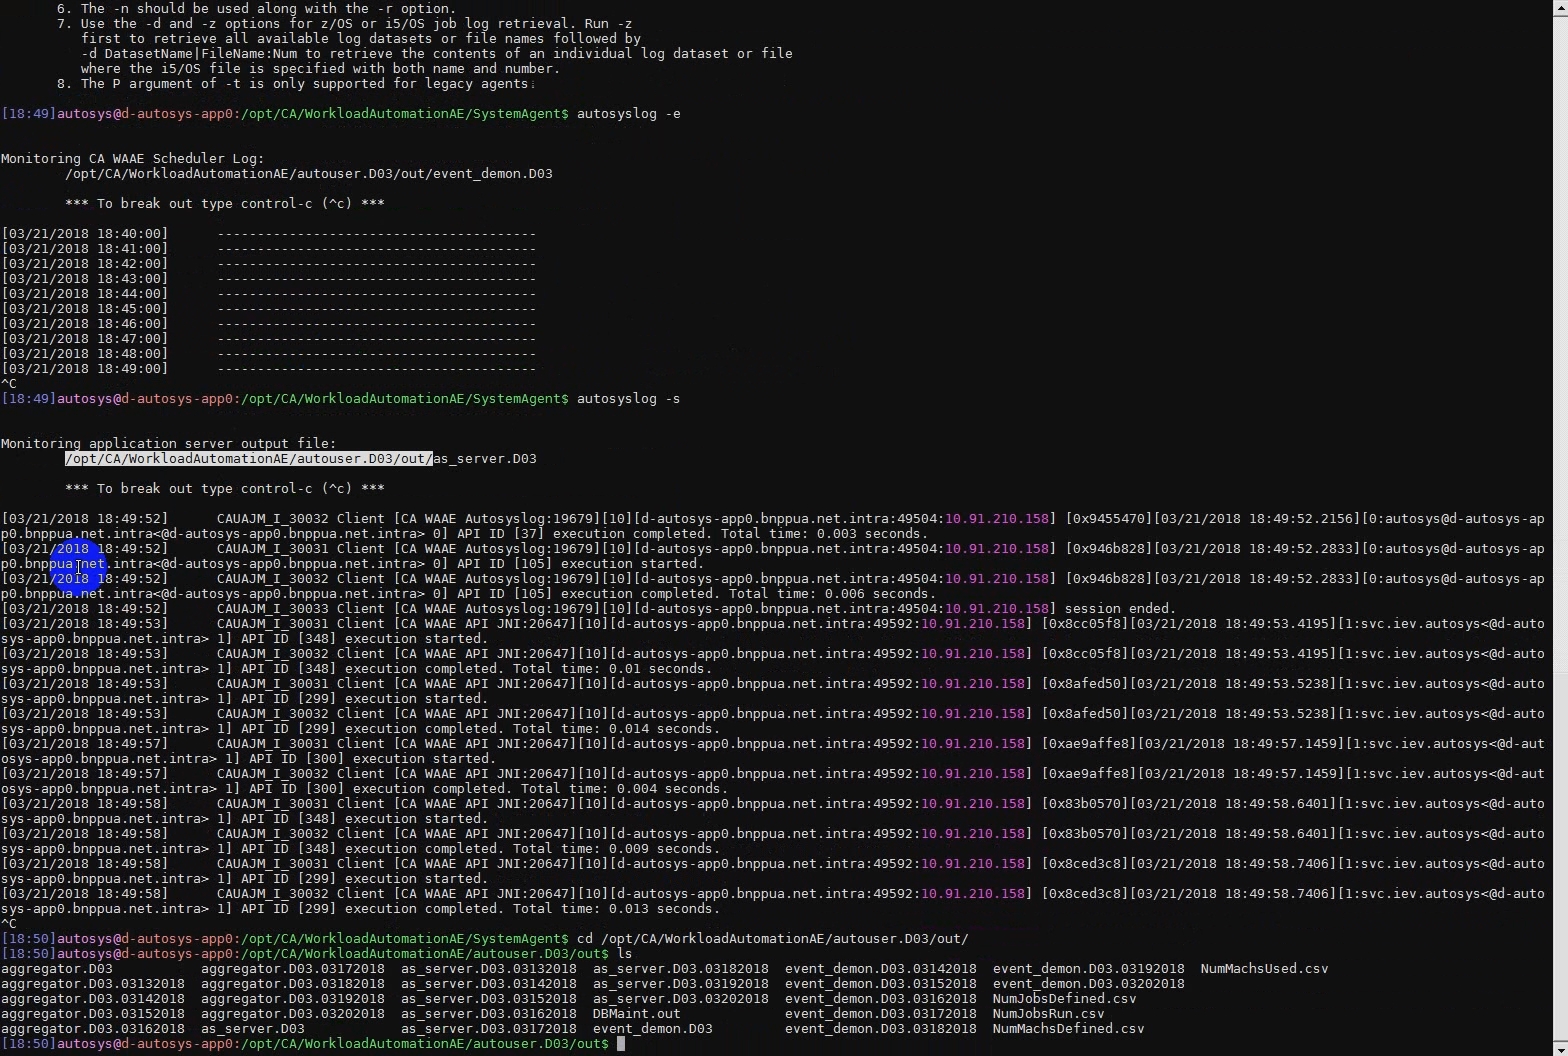 6. The -n should be used along with the -r option.
7. Use the -d and -z options for z/OS or i5/OS job log retrieval. Run -z
first to retrieve all available log datasets or file names followed by
-d DatasetName|FileName:Num to retrieve the contents of an individual log dataset or file
where the i5/OS file is specified with both name and number.
8. The P argument of -t is only supported for legacy agents.
[18:49]autosys@d-autosys-app0:/opt/CA/WorkloadAutomationAE/SystemAgent$ autosyslog -e
Monitoring CA WAAE Scheduler Log:
/opt/CA/WorkloadAutomationAE/autouser.D03/out/event_demon.D03
*** To break out type control-c (^c) ***
[03/21/2018 18:40:00]      ----------------------------------------
[03/21/2018 18:41:00]      ----------------------------------------
[03/21/2018 18:42:00]      ----------------------------------------
[03/21/2018 18:43:00]      ----------------------------------------
[03/21/2018 18:44:00]      ----------------------------------------
[03/21/2018 18:45:00]      ----------------------------------------
[03/21/2018 18:46:00]      ----------------------------------------
[03/21/2018 18:47:00]      ----------------------------------------
[03/21/2018 18:48:00]      ----------------------------------------
[03/21/2018 18:49:00]      ----------------------------------------
^C
[18:49]autosys@d-autosys-app0:/opt/CA/WorkloadAutomationAE/SystemAgent$ autosyslog -s
Monitoring application server output file:
/opt/CA/WorkloadAutomationAE/autouser.D03/out/as_server.D03
*** To break out type control-c (^c) ***
[03/21/2018 18:49:52]      CAUAJM_I_30032 Client [CA WAAE Autosyslog:19679][10][d-autosys-app0.bnppua.net.intra:49504:10.91.210.158] [0x9455470][03/21/2018 18:49:52.2156][0:autosys@d-autosys-ap
p0.bnppua.net.intra<@d-autosys-app0.bnppua.net.intra> 0] API ID [37] execution completed. Total time: 0.003 seconds.
[03/21/2018 18:49:52]      CAUAJM_I_30031 Client [CA WAAE Autosyslog:19679][10][d-autosys-app0.bnppua.net.intra:49504:10.91.210.158] [0x946b828][03/21/2018 18:49:52.2833][0:autosys@d-autosys-ap
p0.bnppua.net.intra<@d-autosys-app0.bnppua.net.intra> 0] API ID [105] execution started.
[03/21/2018 18:49:52]      CAUAJM_I_30032 Client [CA WAAE Autosyslog:19679][10][d-autosys-app0.bnppua.net.intra:49504:10.91.210.158] [0x946b828][03/21/2018 18:49:52.2833][0:autosys@d-autosys-ap
p0.bnppua.net.intra<@d-autosys-app0.bnppua.net.intra> 0] API ID [105] execution completed. Total time: 0.006 seconds.
[03/21/2018 18:49:52]      CAUAJM_I_30033 Client [CA WAAE Autosyslog:19679][10][d-autosys-app0.bnppua.net.intra:49504:10.91.210.158] session ended.
[03/21/2018 18:49:53]      CAUAJM_I_30031 Client [CA WAAE API JNI:20647][10][d-autosys-app0.bnppua.net.intra:49592:10.91.210.158] [0x8cc05f8][03/21/2018 18:49:53.4195][1:svc.iev.autosys<@d-auto
sys-app0.bnppua.net.intra> 1] API ID [348] execution started.
[03/21/2018 18:49:53]      CAUAJM_I_30032 Client [CA WAAE API JNI:20647][10][d-autosys-app0.bnppua.net.intra:49592:10.91.210.158] [0x8cc05f8][03/21/2018 18:49:53.4195][1:svc.iev.autosys<@d-auto
sys-app0.bnppua.net.intra> 1] API ID [348] execution completed. Total time: 0.01 seconds.
[03/21/2018 18:49:53]      CAUAJM_I_30031 Client [CA WAAE API JNI:20647][10][d-autosys-app0.bnppua.net.intra:49592:10.91.210.158] [0x8afed50][03/21/2018 18:49:53.5238][1:svc.iev.autosys<@d-auto
sys-app0.bnppua.net.intra> 1] API ID [299] execution started.
[03/21/2018 18:49:53]      CAUAJM_I_30032 Client [CA WAAE API JNI:20647][10][d-autosys-app0.bnppua.net.intra:49592:10.91.210.158] [0x8afed50][03/21/2018 18:49:53.5238][1:svc.iev.autosys<@d-auto
sys-app0.bnppua.net.intra> 1] API ID [299] execution completed. Total time: 0.014 seconds.
[03/21/2018 18:49:57]      CAUAJM_I_30031 Client [CA WAAE API JNI:20647][10][d-autosys-app0.bnppua.net.intra:49592:10.91.210.158] [0xae9affe8][03/21/2018 18:49:57.1459][1:svc.iev.autosys<@d-aut
osys-app0.bnppua.net.intra> 1] API ID [300] execution started.
[03/21/2018 18:49:57]      CAUAJM_I_30032 Client [CA WAAE API JNI:20647][10][d-autosys-app0.bnppua.net.intra:49592:10.91.210.158] [0xae9affe8][03/21/2018 18:49:57.1459][1:svc.iev.autosys<@d-aut
osys-app0.bnppua.net.intra> 1] API ID [300] execution completed. Total time: 0.004 seconds.
[03/21/2018 18:49:58]      CAUAJM_I_30031 Client [CA WAAE API JNI:20647][10][d-autosys-app0.bnppua.net.intra:49592:10.91.210.158] [0x83b0570][03/21/2018 18:49:58.6401][1:svc.iev.autosys<@d-auto
sys-app0.bnppua.net.intra> 1] API ID [348] execution started.
[03/21/2018 18:49:58]      CAUAJM_I_30032 Client [CA WAAE API JNI:20647][10][d-autosys-app0.bnppua.net.intra:49592:10.91.210.158] [0x83b0570][03/21/2018 18:49:58.6401][1:svc.iev.autosys<@d-auto
sys-app0.bnppua.net.intra> 1] API ID [348] execution completed. Total time: 0.009 seconds.
[03/21/2018 18:49:58]      CAUAJM_I_30031 Client [CA WAAE API JNI:20647][10][d-autosys-app0.bnppua.net.intra:49592:10.91.210.158] [0x8ced3c8][03/21/2018 18:49:58.7406][1:svc.iev.autosys<@d-auto
sys-app0.bnppua.net.intra> 1] API ID [299] execution started.
[03/21/2018 18:49:58]      CAUAJM_I_30032 Client [CA WAAE API JNI:20647][10][d-autosys-app0.bnppua.net.intra:49592:10.91.210.158] [0x8ced3c8][03/21/2018 18:49:58.7406][1:svc.iev.autosys<@d-auto
sys-app0.bnppua.net.intra> 1] API ID [299] execution completed. Total time: 0.013 seconds.
^C
[18:50]autosys@d-autosys-app0:/opt/CA/WorkloadAutomationAE/SystemAgent$ cd /opt/CA/WorkloadAutomationAE/autouser.D03/out/
[18:50]autosys@d-autosys-app0:/opt/CA/WorkloadAutomationAE/autouser.D03/out$ ls
aggregator.D03           aggregator.D03.03172018  as_server.D03.03132018  as_server.D03.03182018  event_demon.D03.03142018  event_demon.D03.03192018  NumMachsUsed.csv
aggregator.D03.03132018  aggregator.D03.03182018  as_server.D03.03142018  as_server.D03.03192018  event_demon.D03.03152018  event_demon.D03.03202018
aggregator.D03.03142018  aggregator.D03.03192018  as_server.D03.03152018  as_server.D03.03202018  event_demon.D03.03162018  NumJobsDefined.csv
aggregator.D03.03152018  aggregator.D03.03202018  as_server.D03.03162018  DBMaint.out             event_demon.D03.03172018  NumJobsRun.csv
aggregator.D03.03162018  as_server.D03            as_server.D03.03172018  event_demon.D03         event_demon.D03.03182018  NumMachsDefined.csv
[18:50]autosys@d-autosys-app0:/opt/CA/WorkloadAutomationAE/autouser.D03/out$